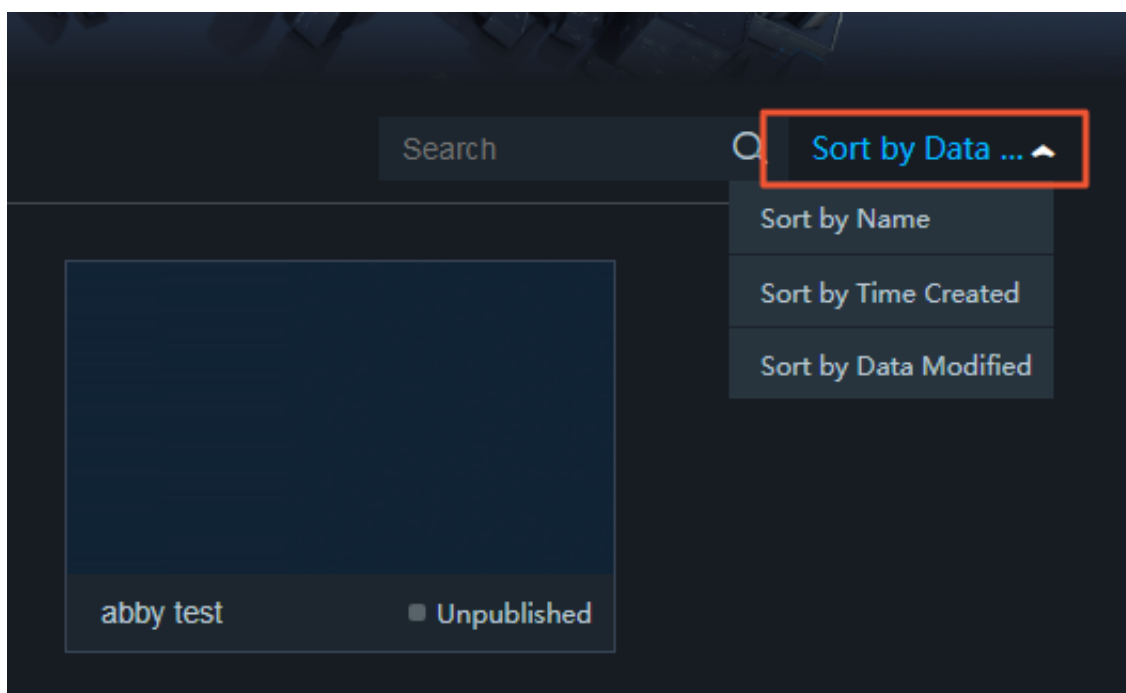 Search
Sort by Data ...
Sort by Name
Sort by Time Created
Sort by Data Modified
abby test
Unpublished